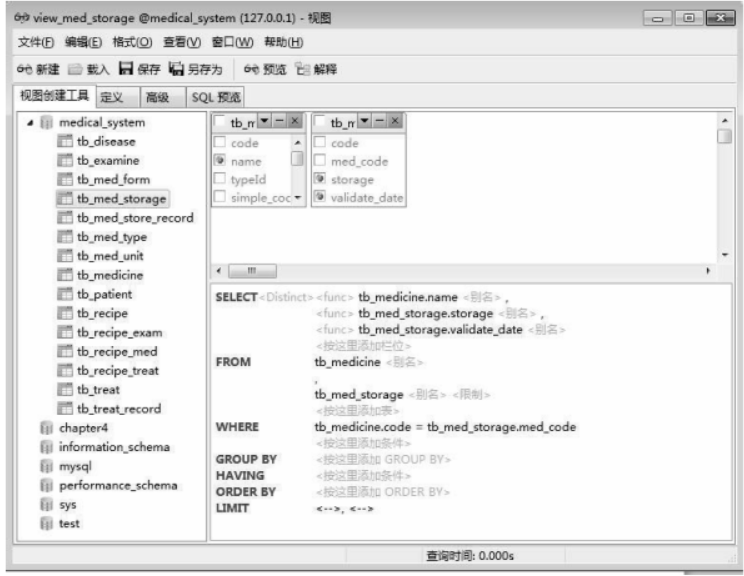 view_med_storage @medical_system (127.0.0.1) - 视图
文件(F) 编辑(E) 格式(O) 查看(V) 窗口(W) 帮助(H)
新建 载入 保存 另存为 预览 解释
视图创建工具 定义 高级 SQL 预览
medical_system
tb_disease
tb_examine
tb_med_form
tb_med_storage
tb_med_store_record
tb_med_type
tb_med_unit
tb_medicine
tb_patient
tb_recipe
tb_recipe_exam
tb_recipe_med
tb_recipe_treat
tb_treat
tb_treat_record
chapter4
information_schema
mysql
performance_schema
sys
test
tb_m
code
name
typeId
simple_coc
tb_m
code
med_code
storage
validate_date
SELECT <Distinct> <func> tb_medicine.name <别名> ,
<func> tb_med_storage.storage <别名> ,
<func> tb_med_storage.validate_date <别名>
<按这里添加栏位>
FROM tb_medicine <别名>
,
tb_med_storage <别名> <限制>
<按这里添加表>
WHERE tb_medicine.code = tb_med_storage.med_code
<按这里添加条件>
GROUP BY <按这里添加 GROUP BY>
HAVING <按这里添加条件>
ORDER BY <按这里添加 ORDER BY>
LIMIT <-->, <-->
查询时间: 0.000s